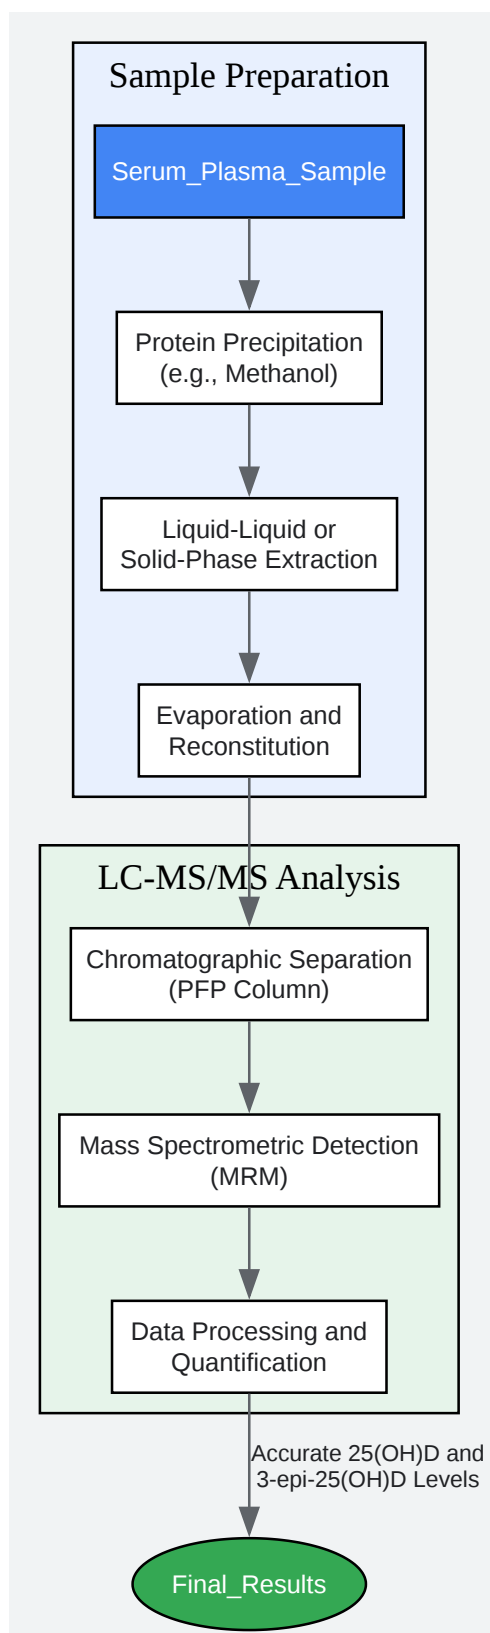 Sample Preparation
Serum_Plasma_Sample
Protein Precipitation
(e.g., Methanol)
Liquid-Liquid or
Solid-Phase Extraction
Evaporation and
Reconstitution
LC-MS/MS Analysis
Chromatographic Separation
(PFP Column)
Mass Spectrometric Detection
(MRM)
Data Processing and
Quantification
Accurate 25(OH)D and
3-epi-25(OH)D Levels
Final_Results